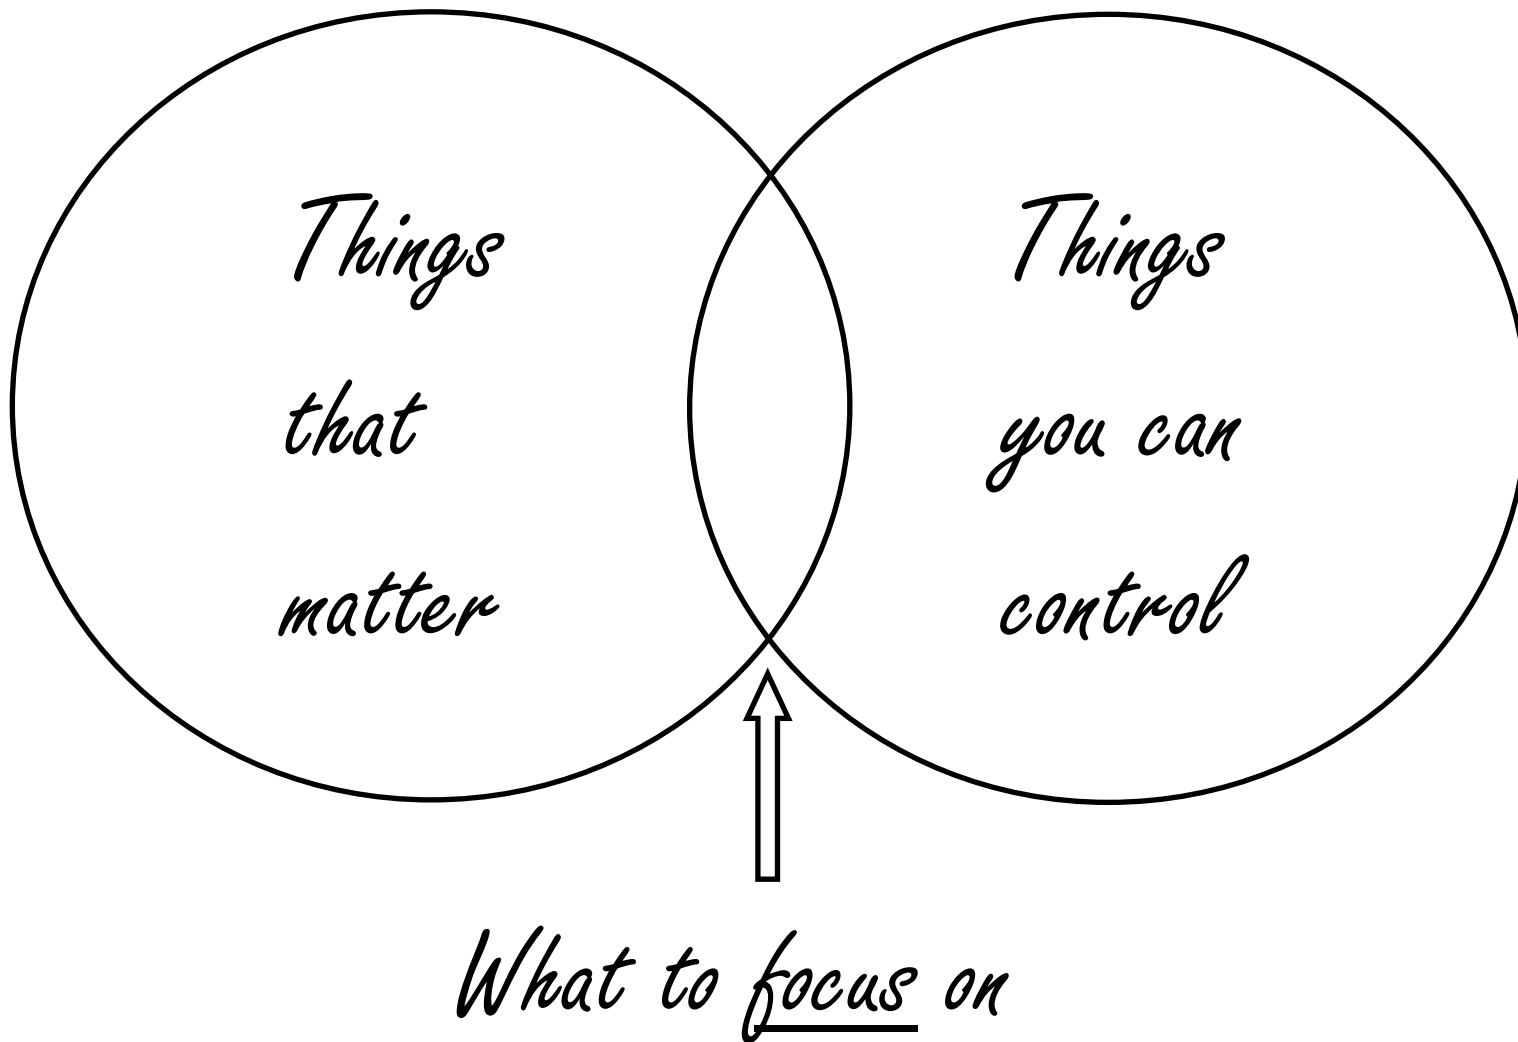 Things
that
matter
Things
you can
control
What to focus on